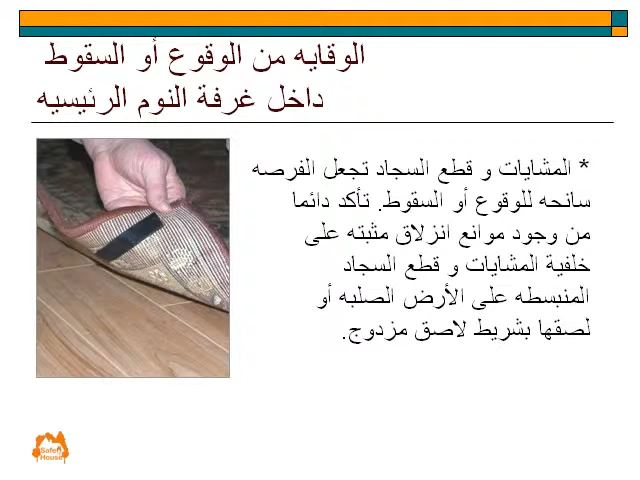 الوقايه من الوقوع أو السقوط
داخل غرفة النوم الرئيسيه
* المشايات و قطع السجاد تجعل الفرصه
سانحه للوقوع أو السقوط. تأكد دائما
من وجود موانع انزلاق مثبته على
خلفية المشايات و قطع السجاد
المنبسطه على الأرض الصلبه أو
لصقها بشريط لاصق مزدوج.
Safe
House